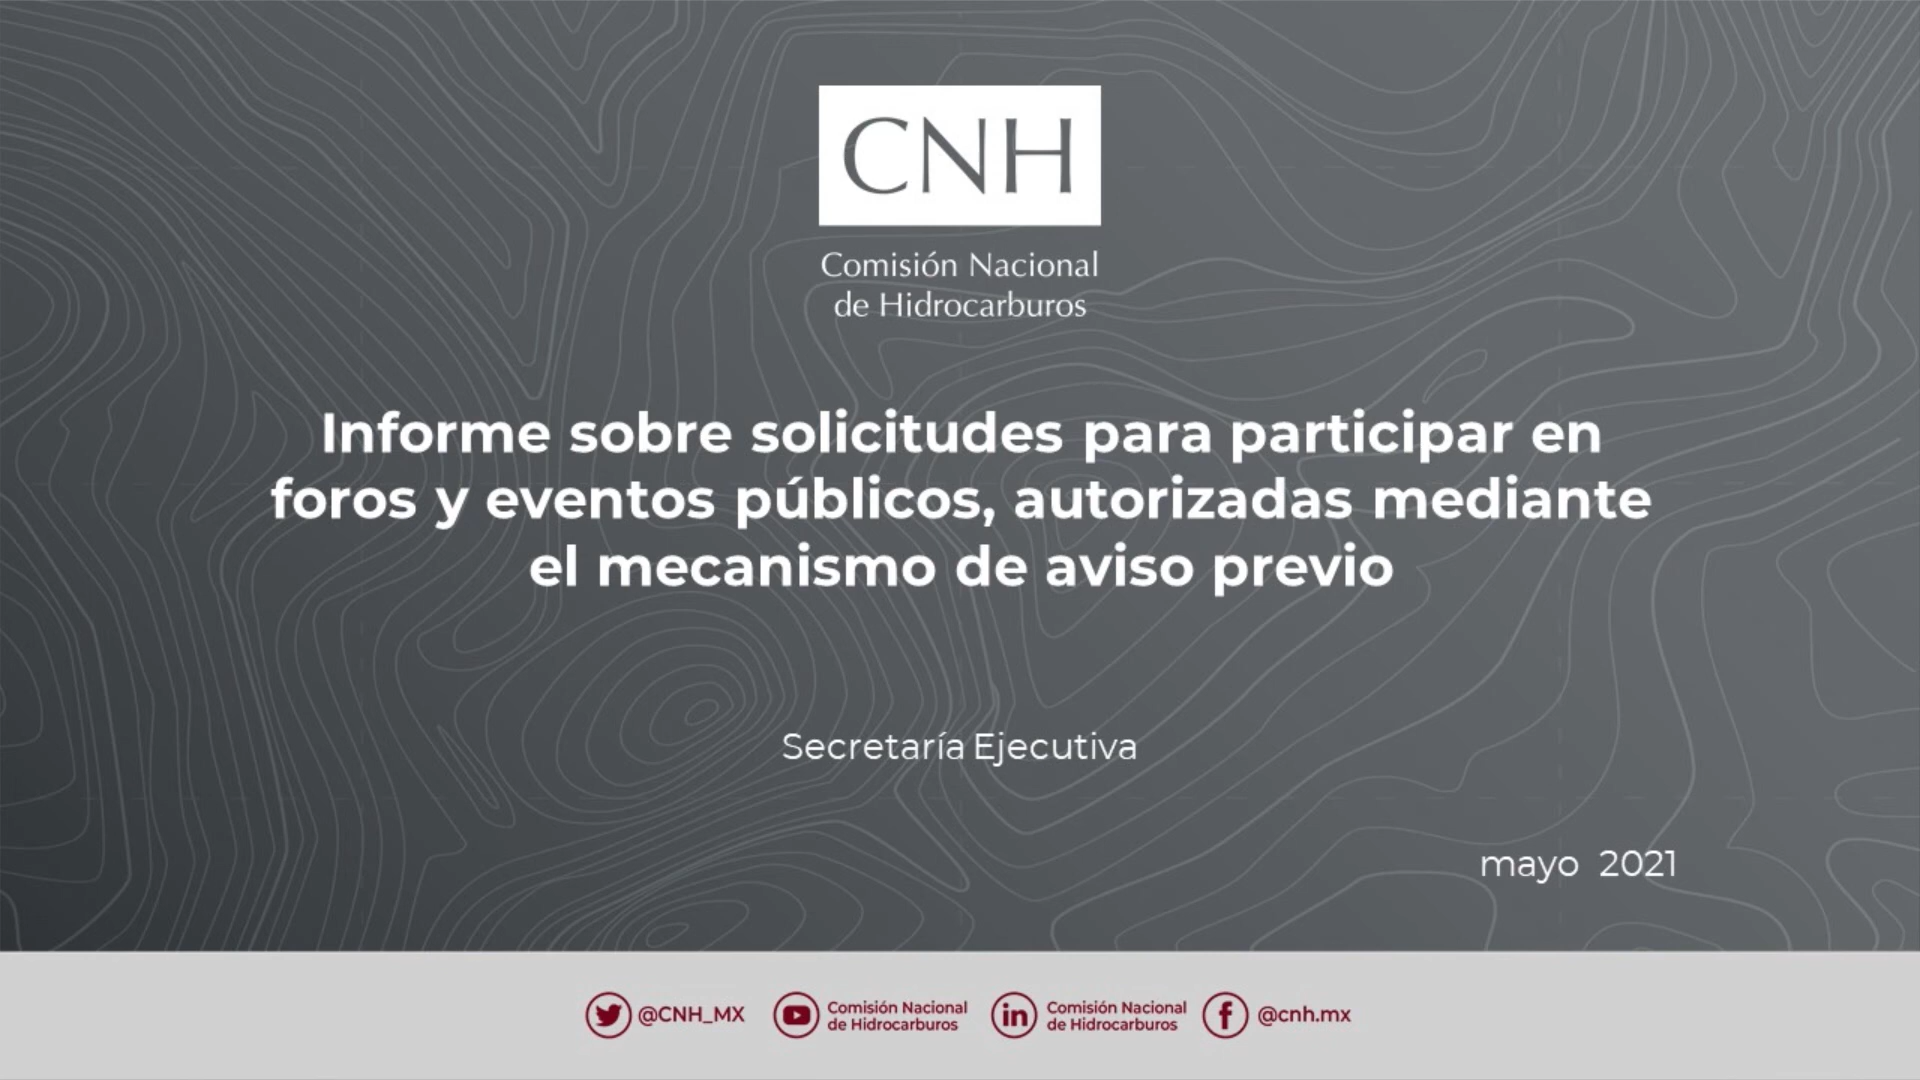 CNH
Comisión Nacional
de Hidrocarburos
Informe sobre solicitudes para participar en
foros y eventos públicos, autorizadas mediante
el mecanismo de aviso previo
Secretaría Ejecutiva
mayo 2021
@CNH_MX
Comisión Nacional
de Hidrocarburos
Comisión Nacional
de Hidrocarburos
@cnh.mx